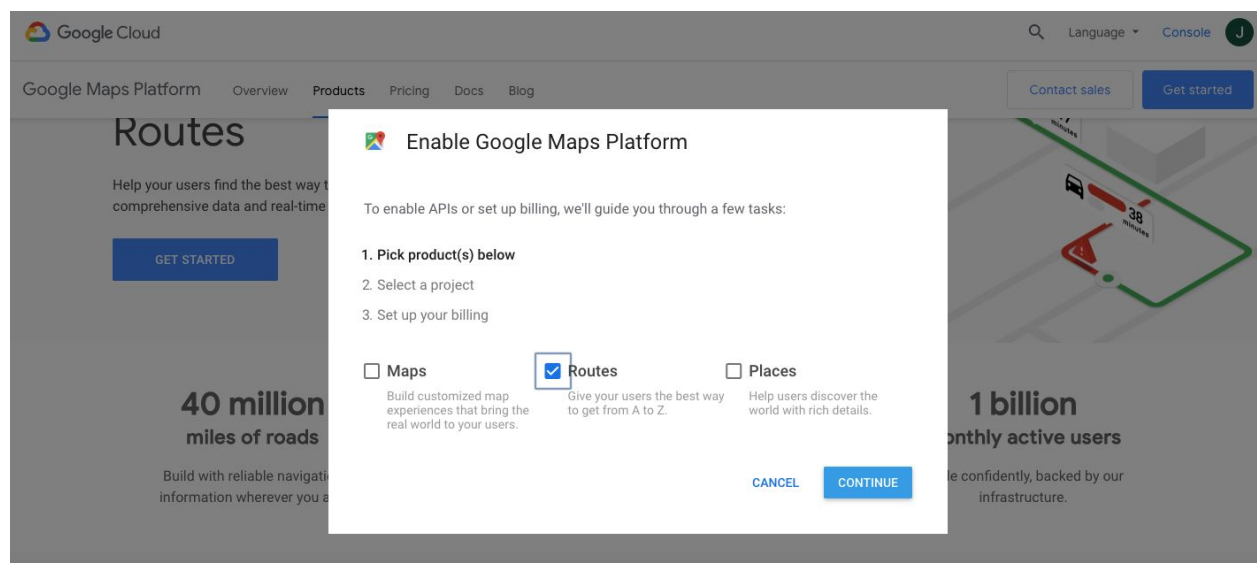 Google Cloud
Language
Console
J
Google Maps Platform
Overview
Products
Pricing
Docs
Blog
Contact sales
Get started
Routes
Help your users find the best way t
comprehensive data and real-time
GET STARTED
Enable Google Maps Platform
To enable APIs or set up billing, we'll guide you through a few tasks:
1. Pick product(s) below
2. Select a project
3. Set up your billing
Maps
Build customized map
experiences that bring the
real world to your users.
Routes
Give your users the best way
to get from A to Z.
Places
Help users discover the
world with rich details.
CANCEL
CONTINUE
minutes
38
minutes
40 million
miles of roads
Build with reliable navigati
information wherever you a
1 billion
onthly active users
le confidently, backed by our
infrastructure.